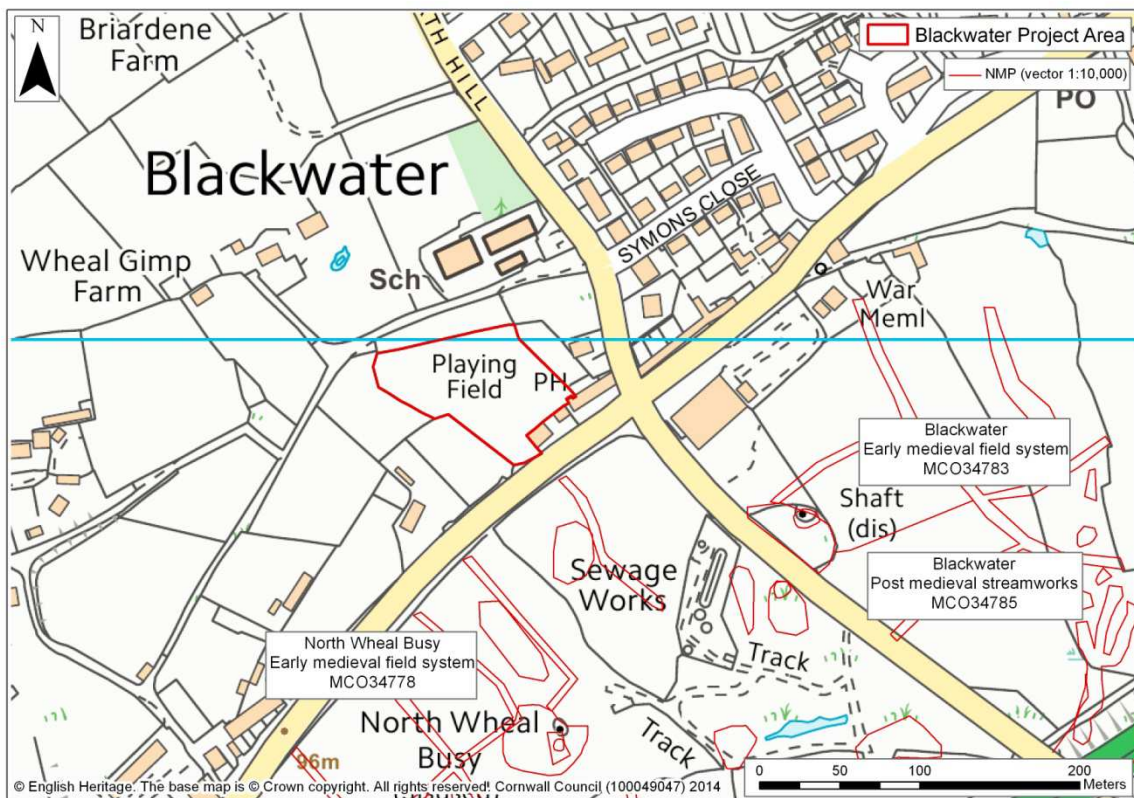 N
Briardene
Farm
TH HILL
Blackwater Project Area
NMP (vector 1:10,000)
PO
Blackwater
SYMONS CLOSE
Wheal Gimp
Farm
Sch
War
Meml
Playing
Field
PH
Blackwater
Early medieval field system
MCO34783
Shaft
(dis)
Sewage
Works
Blackwater
Post medieval streamworks
MCO34785
North Wheal Busy
Early medieval field system
MCO34778
Track
North Wheal
Busy
Track
96m
0 50 100 200
Meters
© English Heritage. The base map is © Crown copyright. All rights reserved. Cornwall Council (100049047) 2014